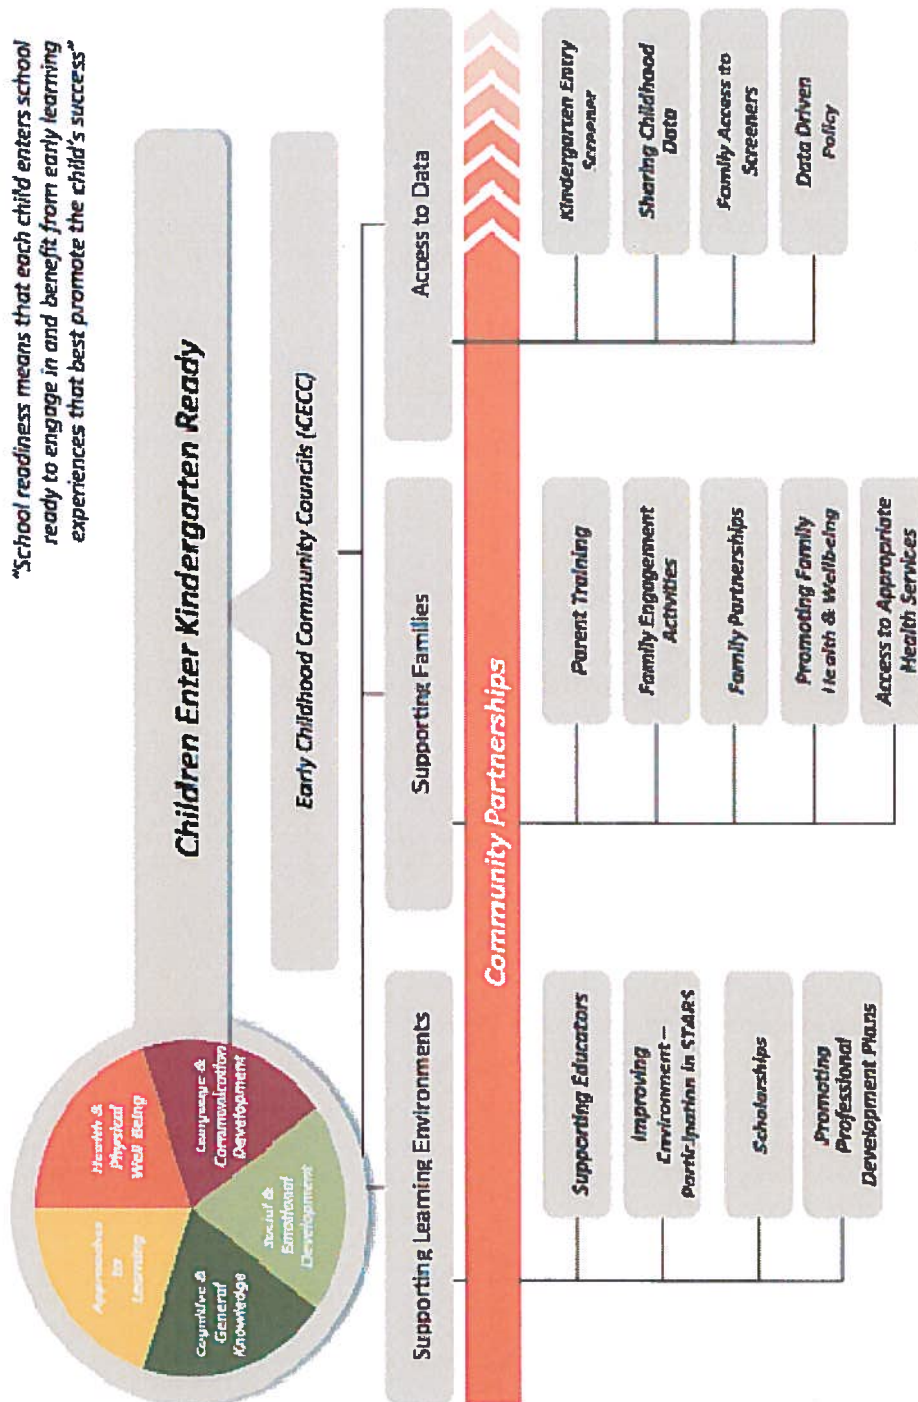 "School readiness means that each child enters school
ready to engage in and benefit from early learning
experiences that best promote the child's success"
Children Enter Kindergarten Ready
Health &
Physical
Well Being
Language &
Communication
Development
Social &
Emotional
Development
Cognitive &
General
Knowledge
Approaches
to
Learning
Early Childhood Community Councils (CECC)
Supporting Learning Environments
Supporting Families
Access to Data
Community Partnerships
Supporting Educators
Improving
Environment –
Participation in STARS
Scholarships
Promoting
Professional
Development Plans
Parent Training
Family Engagement
Activities
Family Partnerships
Promoting Family
Health & Wellbeing
Access to Appropriate
Health Services
Kindergarten Entry
Screener
Sharing Childhood
Data
Family Access to
Screeners
Data Driven
Policy